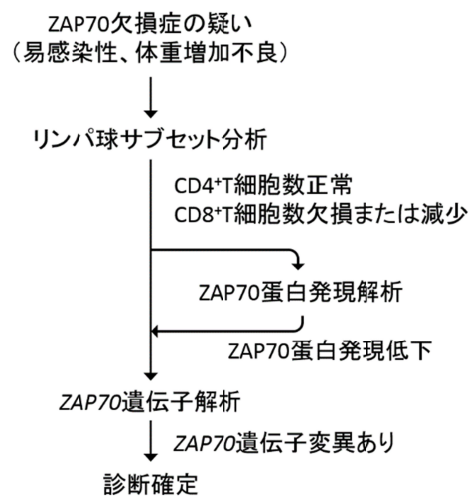 ZAP70欠損症の疑い
（易感染性、体重増加不良）
リンパ球サブセット分析
CD4⁺T細胞数正常
CD8⁺T細胞数欠損または減少
ZAP70蛋白発現解析
ZAP70蛋白発現低下
ZAP70遺伝子解析
ZAP70遺伝子変異あり
診断確定